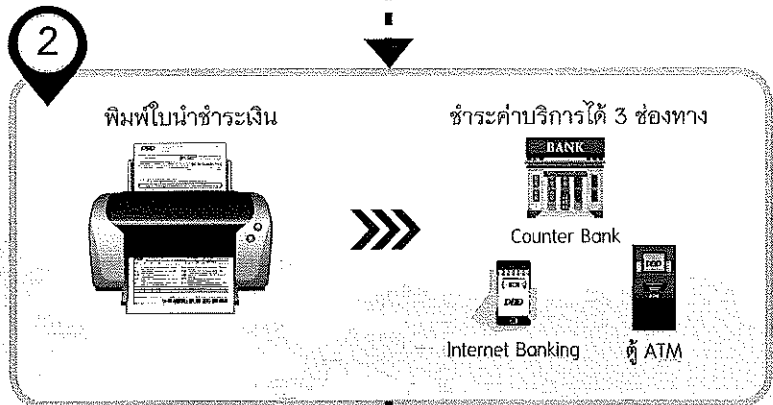 2
พิมพ์ใบนำชำระเงิน
ชำระค่าบริการได้ 3 ช่องทาง
BANK
Counter Bank
DBD
Internet Banking
ตู้ ATM